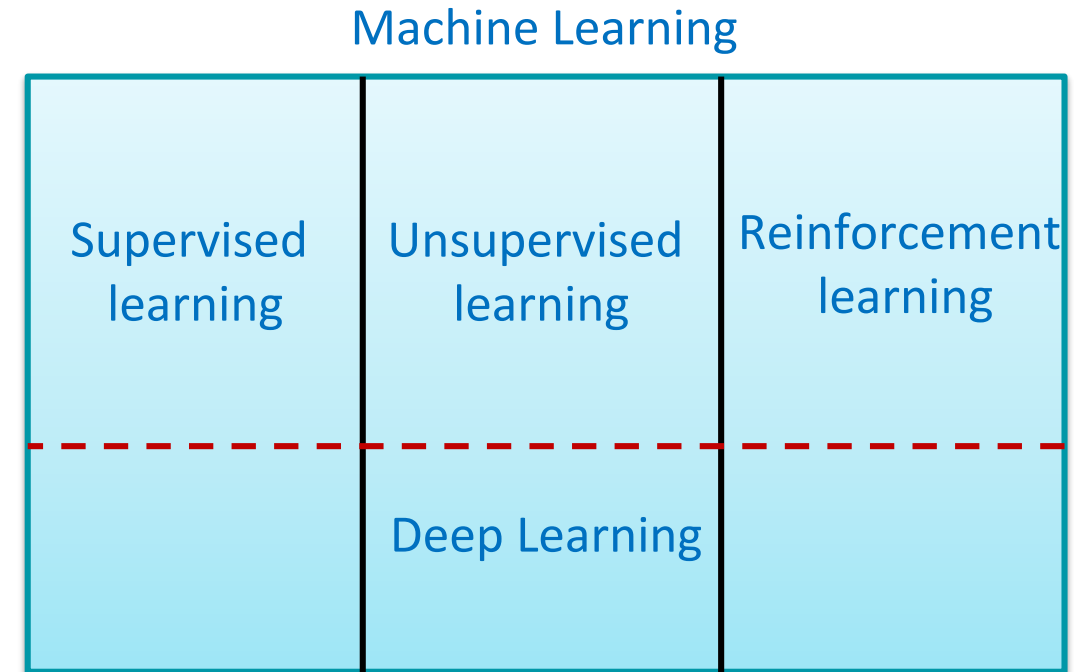 Machine Learning
Supervised
learning
Unsupervised
learning
Reinforcement
learning
Deep Learning